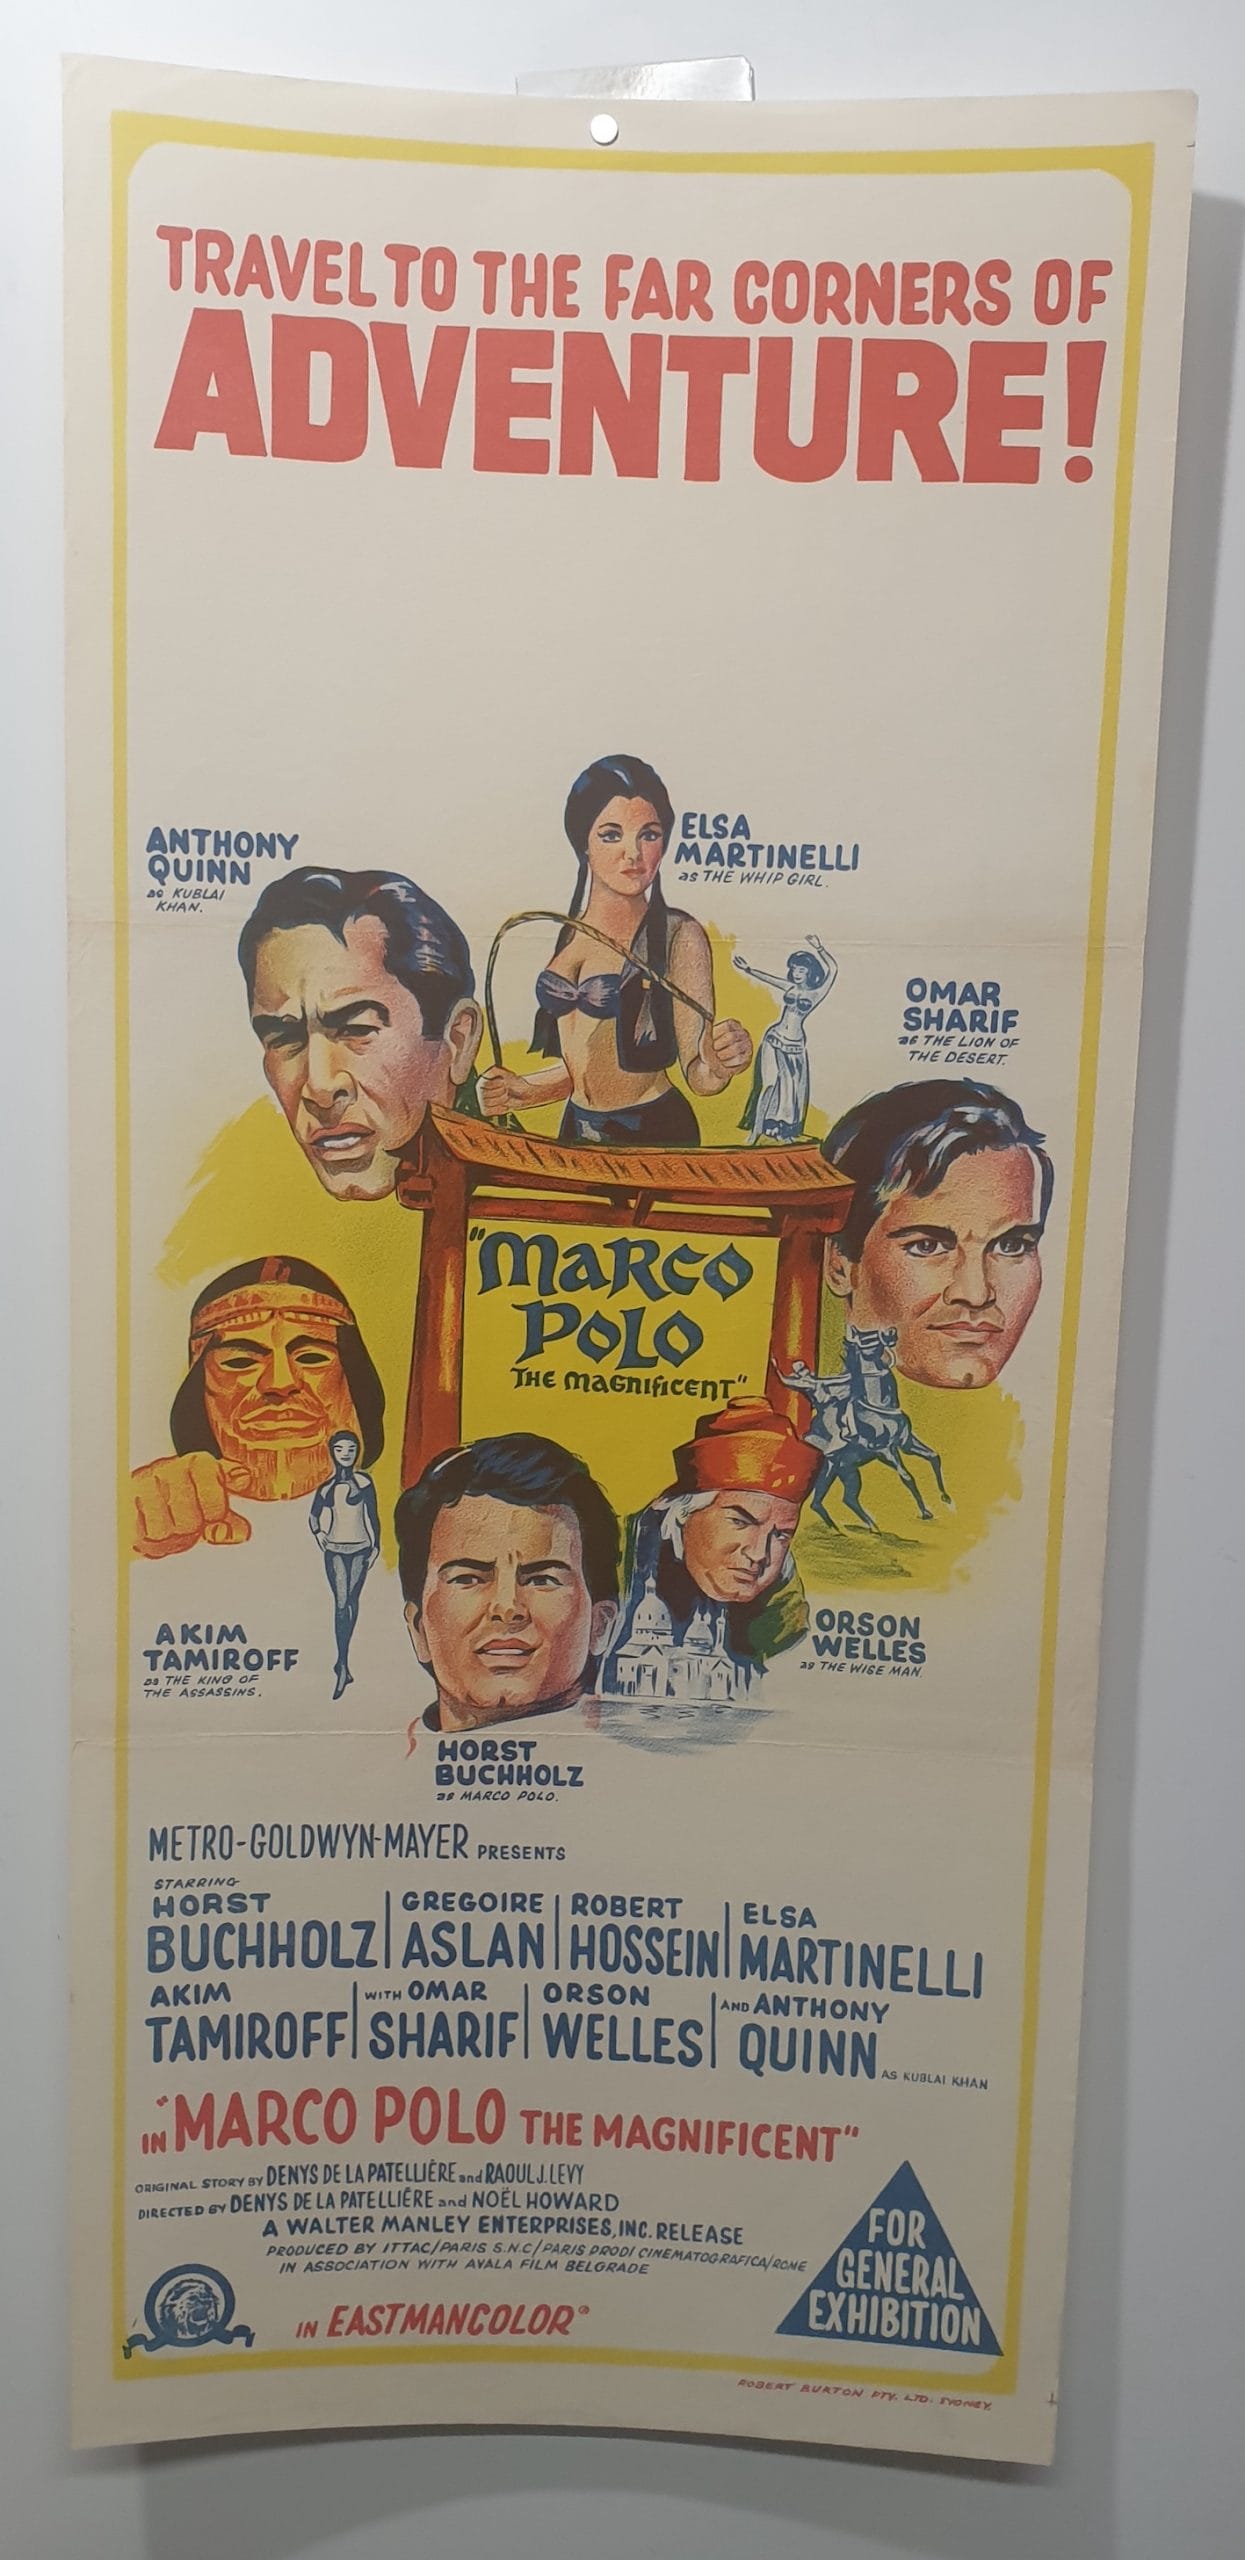 TRAVEL TO THE FAR CORNERS OF
ADVENTURE!
ANTHONY
QUINN
as KUBLAI
KHAN.
ELSA
MARTINELLI
as THE WHIP GIRL.
OMAR
SHARIF
as THE LION OF
THE DESERT.
"MARCO
POLO
THE MAGNIFICENT"
AKIM
TAMIROFF
as THE KING OF
THE ASSASSINS.
ORSON
WELLES
as THE WISE MAN.
HORST
BUCHHOLZ
as MARCO POLO.
METRO-GOLDWYN-MAYER PRESENTS
STARRING
HORST BUCHHOLZ | GREGOIRE ASLAN | ROBERT HOSSEIN | ELSA MARTINELLI
AKIM TAMIROFF | WITH OMAR SHARIF | ORSON WELLES | AND ANTHONY QUINN AS KUBLAI KHAN
IN "MARCO POLO THE MAGNIFICENT"
ORIGINAL STORY BY DENYS DE LA PATELLIÈRE and RAOUL J. LEVY
DIRECTED BY DENYS DE LA PATELLIÈRE and NOËL HOWARD
A WALTER MANLEY ENTERPRISES, INC. RELEASE
PRODUCED BY ITTAC/PARIS S.N.C/PARIS PRODI CINEMATOGRAFICA/ROME
IN ASSOCIATION WITH AVALA FILM BELGRADE
IN EASTMANCOLOR
FOR
GENERAL
EXHIBITION
ROBERT BURTON PTY. LTD. SYDNEY.